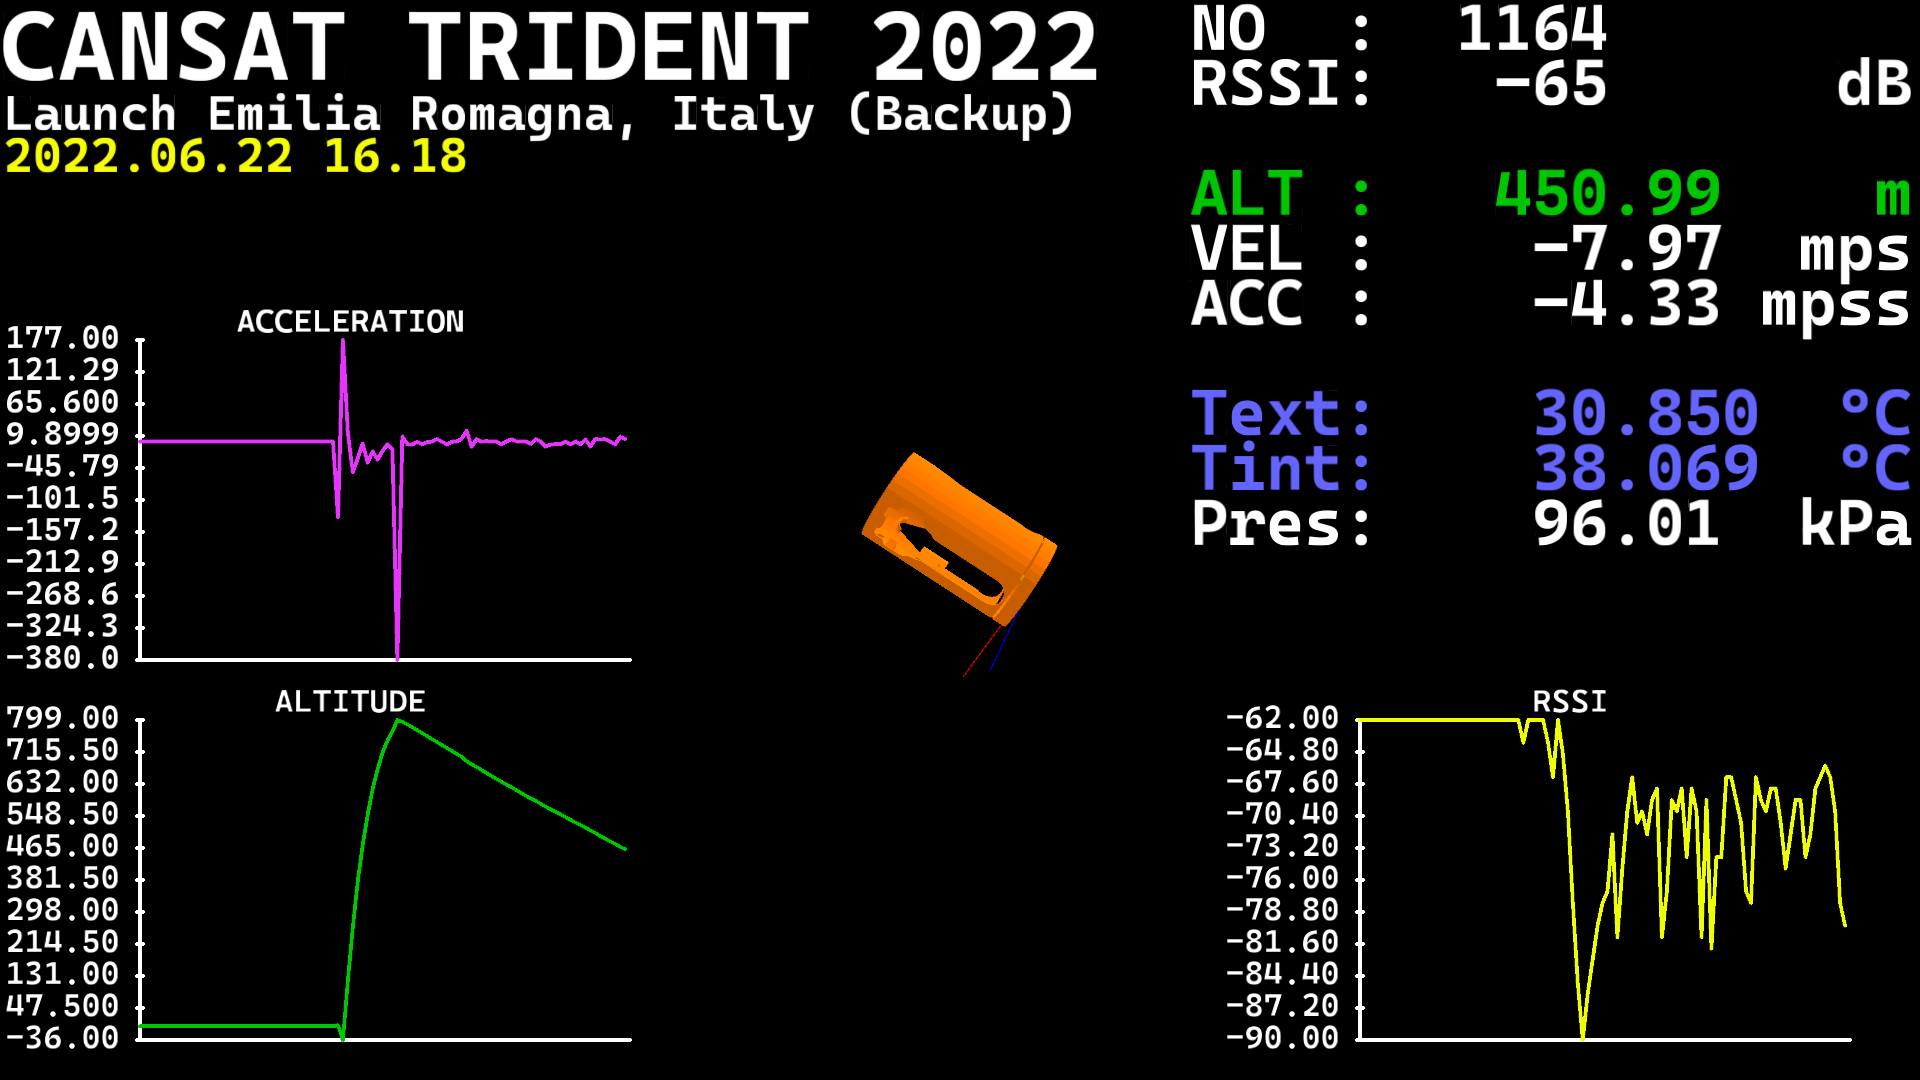 CANSAT TRIDENT 2022
Launch Emilia Romagna, Italy (Backup)
2022.06.22 16.18
NO : 1164
RSSI: -65 dB
ALT : 450.99 m
VEL : -7.97 mps
ACC : -4.33 mpss
Text: 30.850 °C
Tint: 38.069 °C
Pres: 96.01 kPa
ACCELERATION
177.00
121.29
65.600
9.8999
-45.79
-101.5
-157.2
-212.9
-268.6
-324.3
-380.0
ALTITUDE
799.00
715.50
632.00
548.50
465.00
381.50
298.00
214.50
131.00
47.500
-36.00
RSSI
-62.00
-64.80
-67.60
-70.40
-73.20
-76.00
-78.80
-81.60
-84.40
-87.20
-90.00